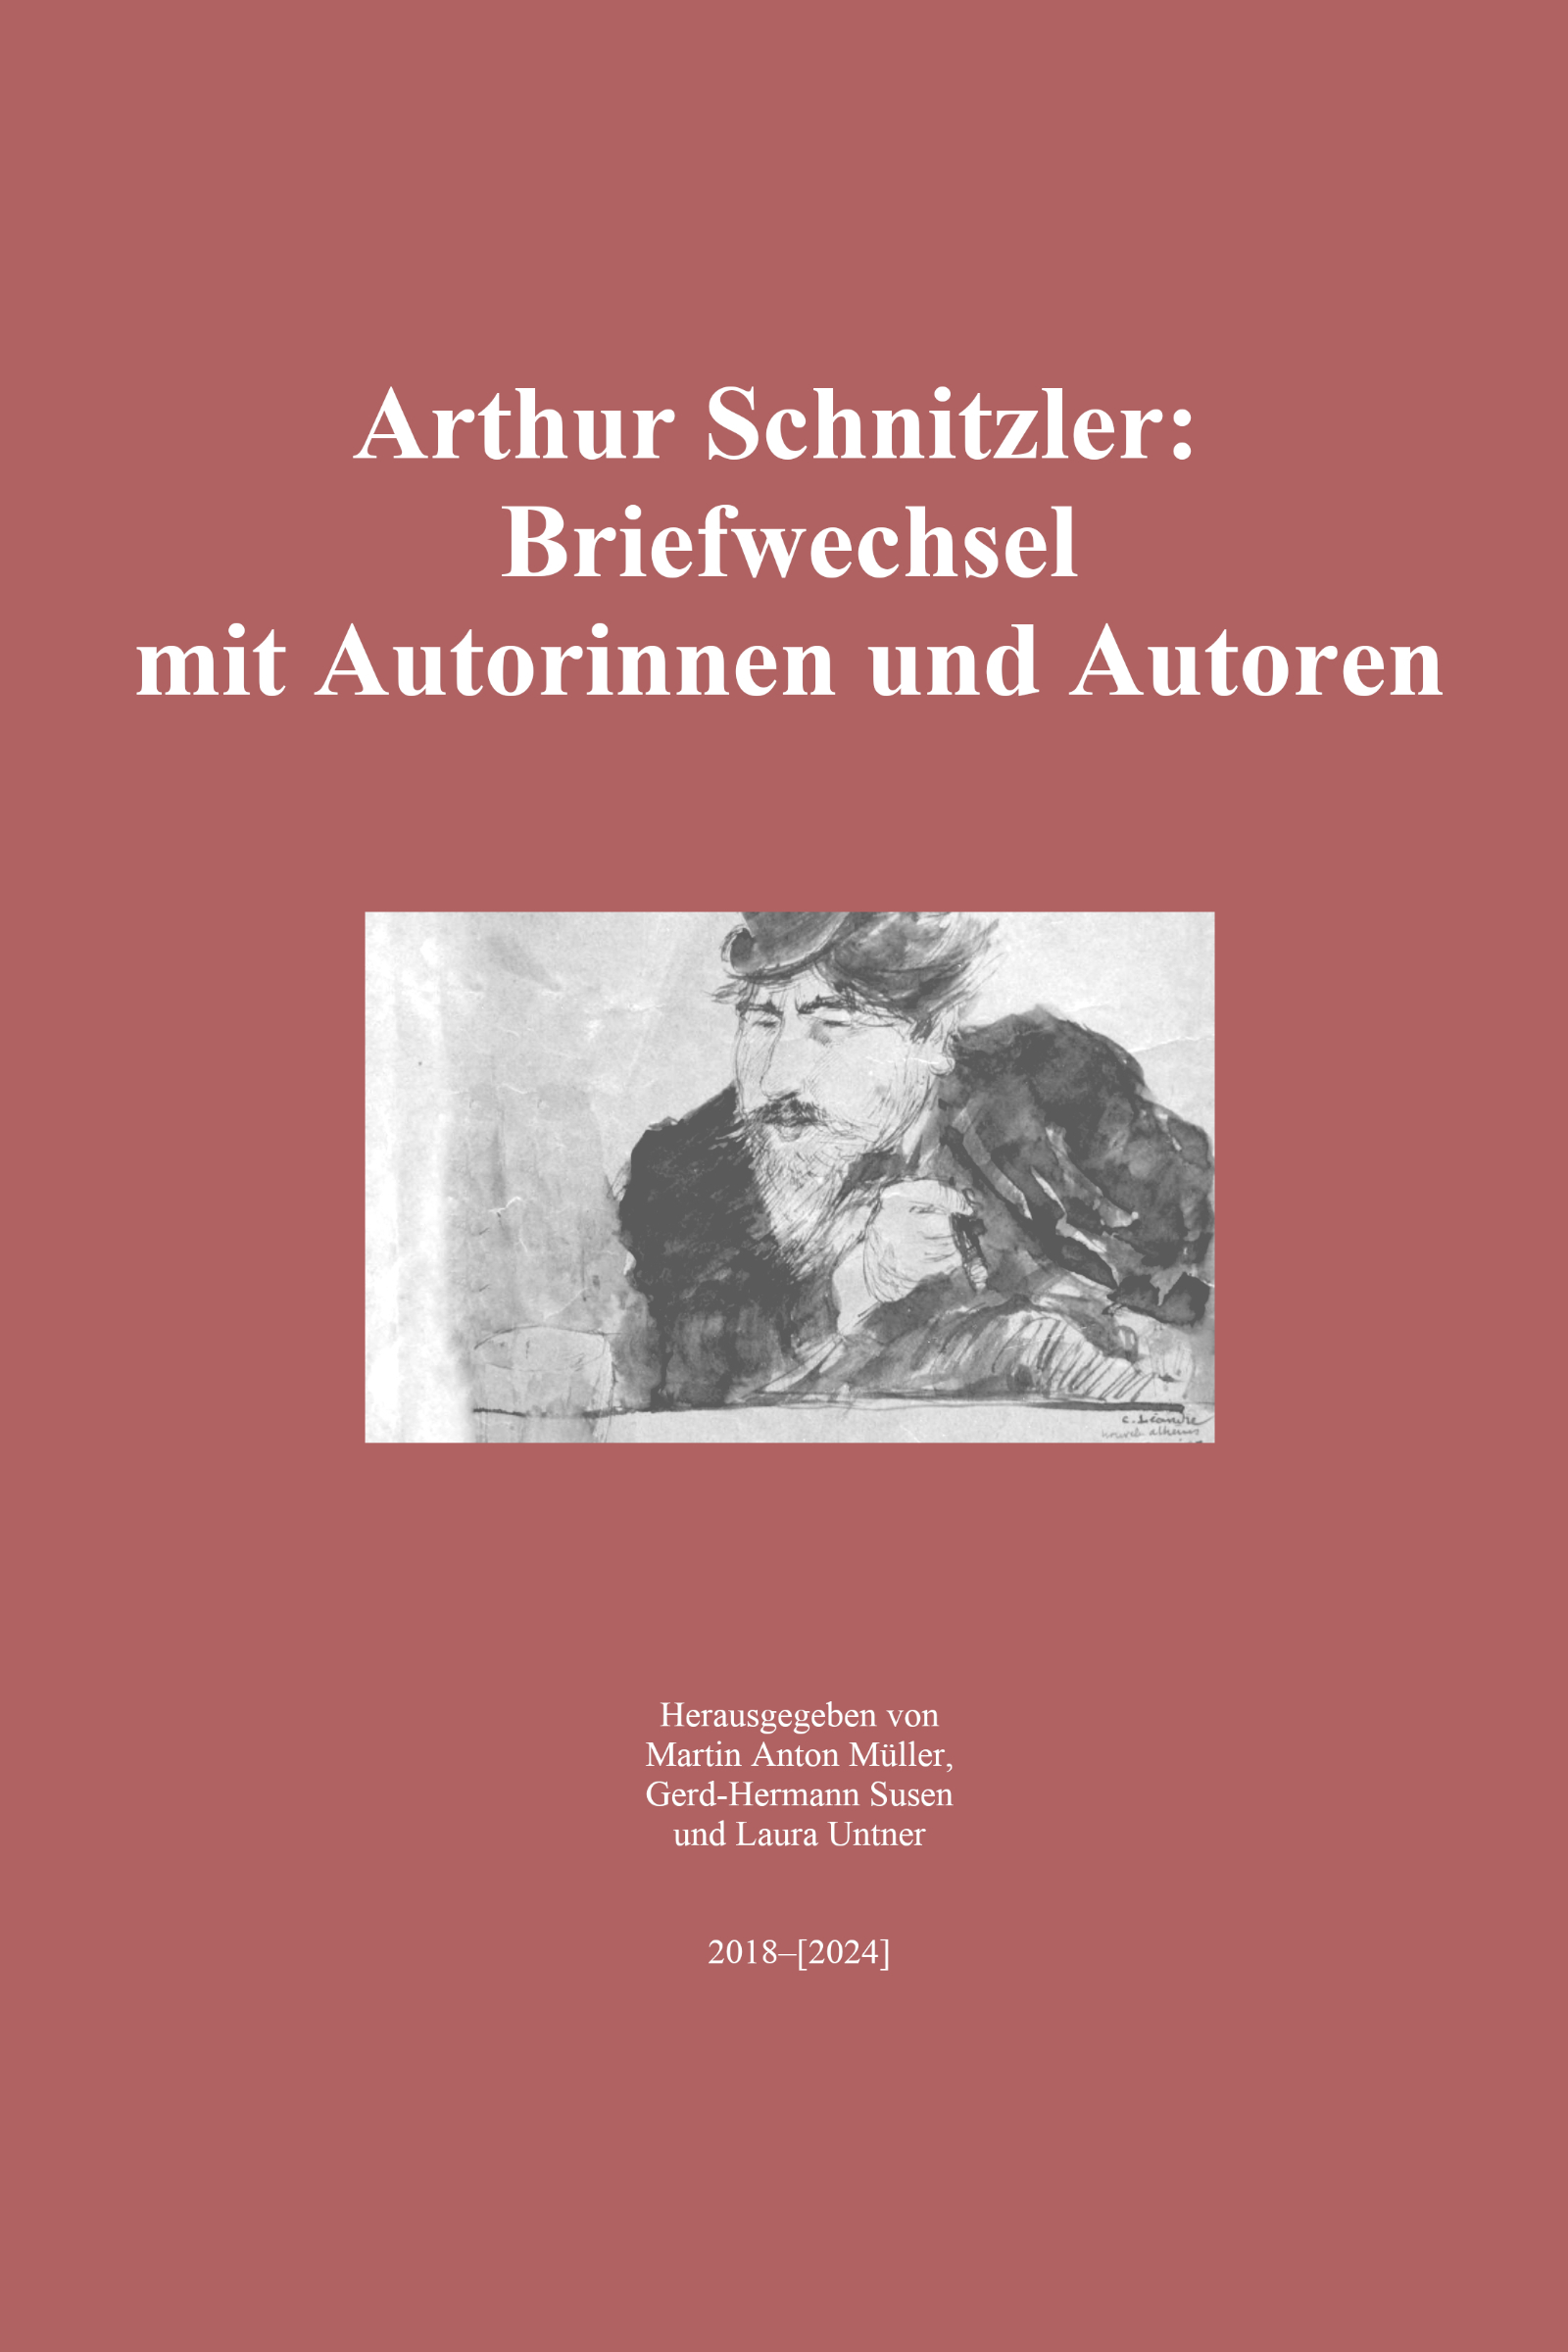 Arthur Schnitzler:
Briefwechsel
mit Autorinnen und Autoren
C. Léandre
Herausgegeben von
Martin Anton Müller,
Gerd-Hermann Susen
und Laura Untner
2018–[2024]